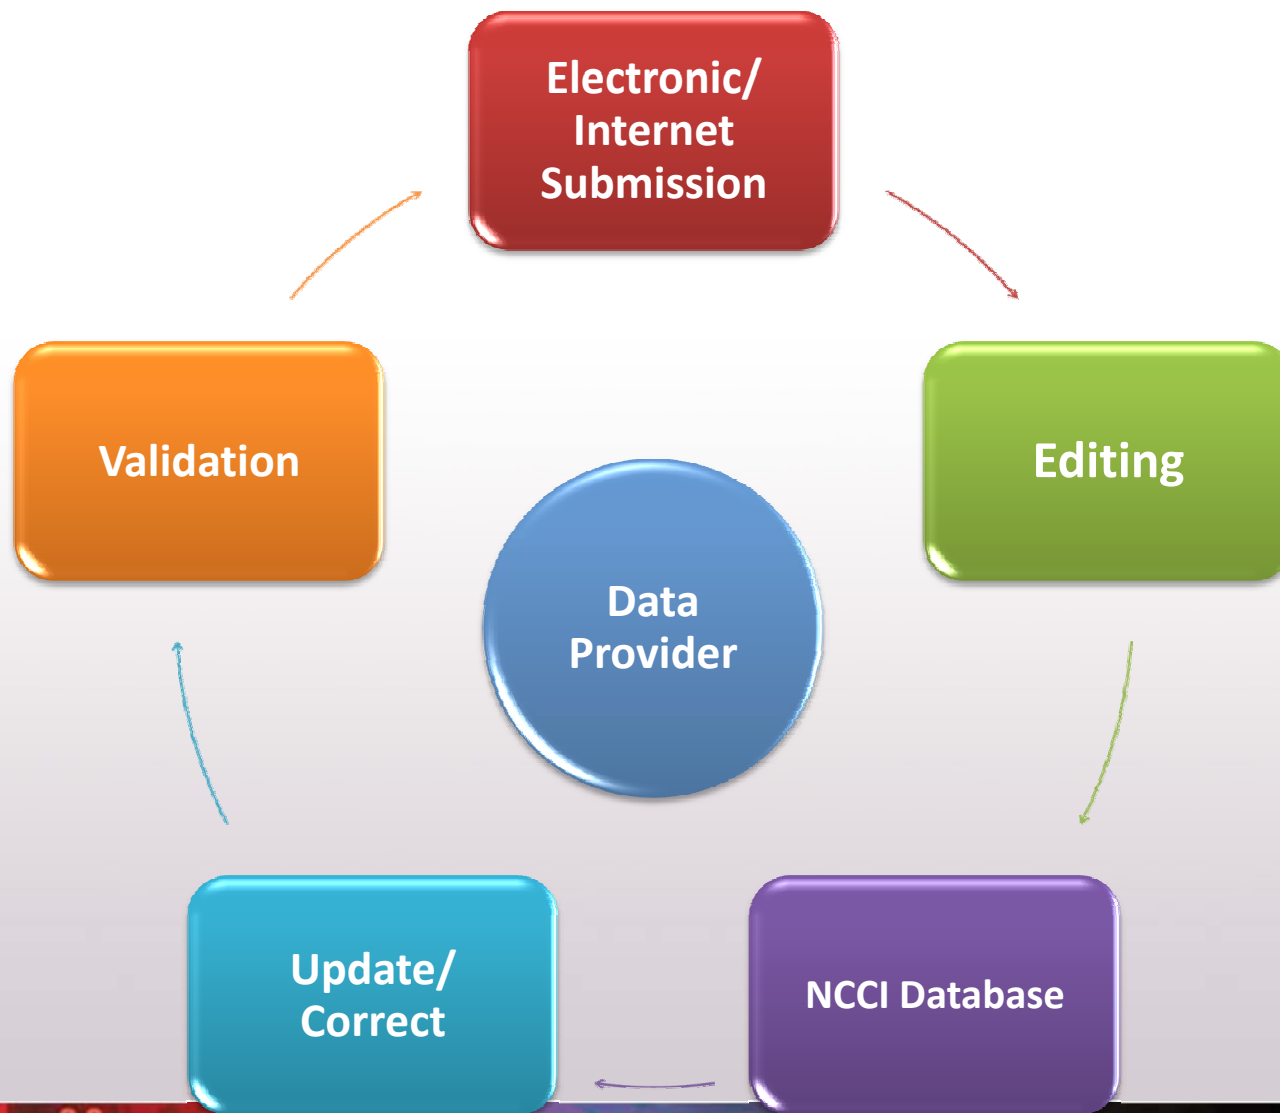 Electronic/
Internet
Submission
Validation
Editing
Data
Provider
Update/
Correct
NCCI Database